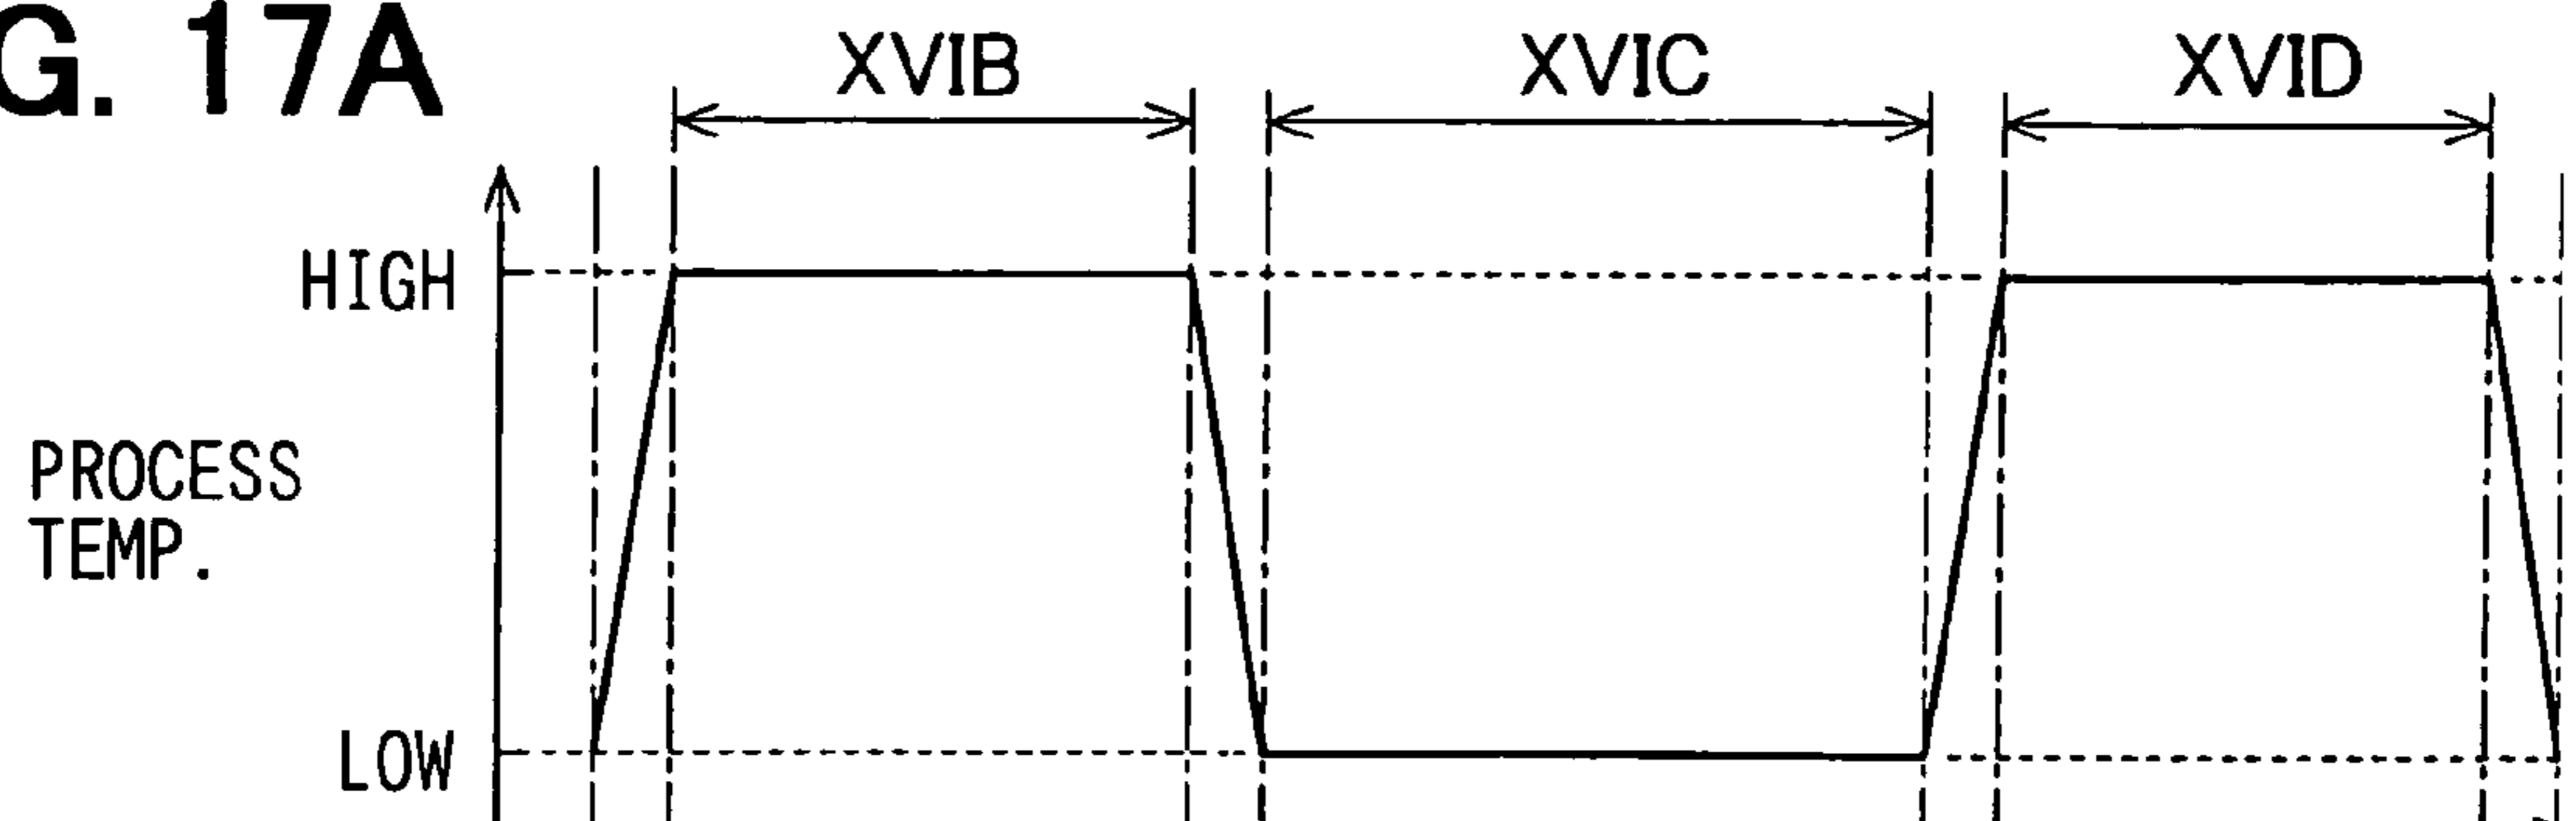 G. 17A
XVIB XVIC XVID
HIGH
PROCESS
TEMP.
LOW